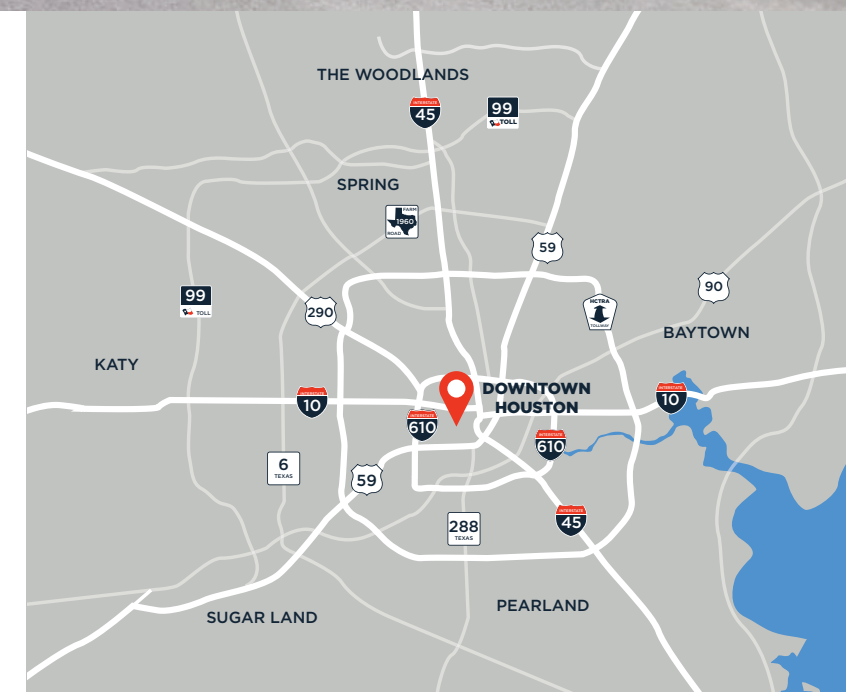 THE WOODLANDS
INTERSTATE
45
99
TOLL
SPRING
FARM
1960
ROAD
59
90
99
TOLL
290
HCTRA
TOLLWAY
BAYTOWN
KATY
DOWNTOWN
HOUSTON
INTERSTATE
10
INTERSTATE
10
INTERSTATE
610
INTERSTATE
610
6
TEXAS
59
288
TEXAS
INTERSTATE
45
SUGAR LAND
PEARLAND